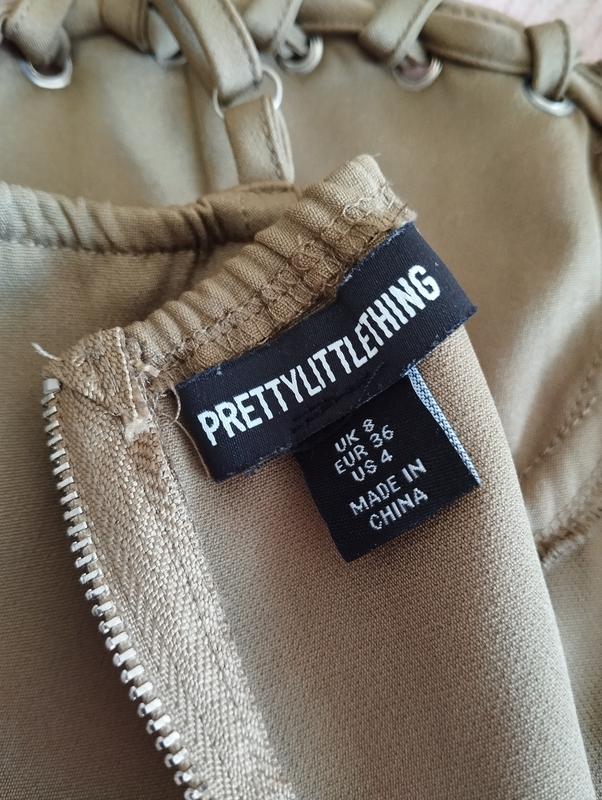 PRETTYLITTLETHING
UK 8
EUR 36
US 4
MADE IN
CHINA